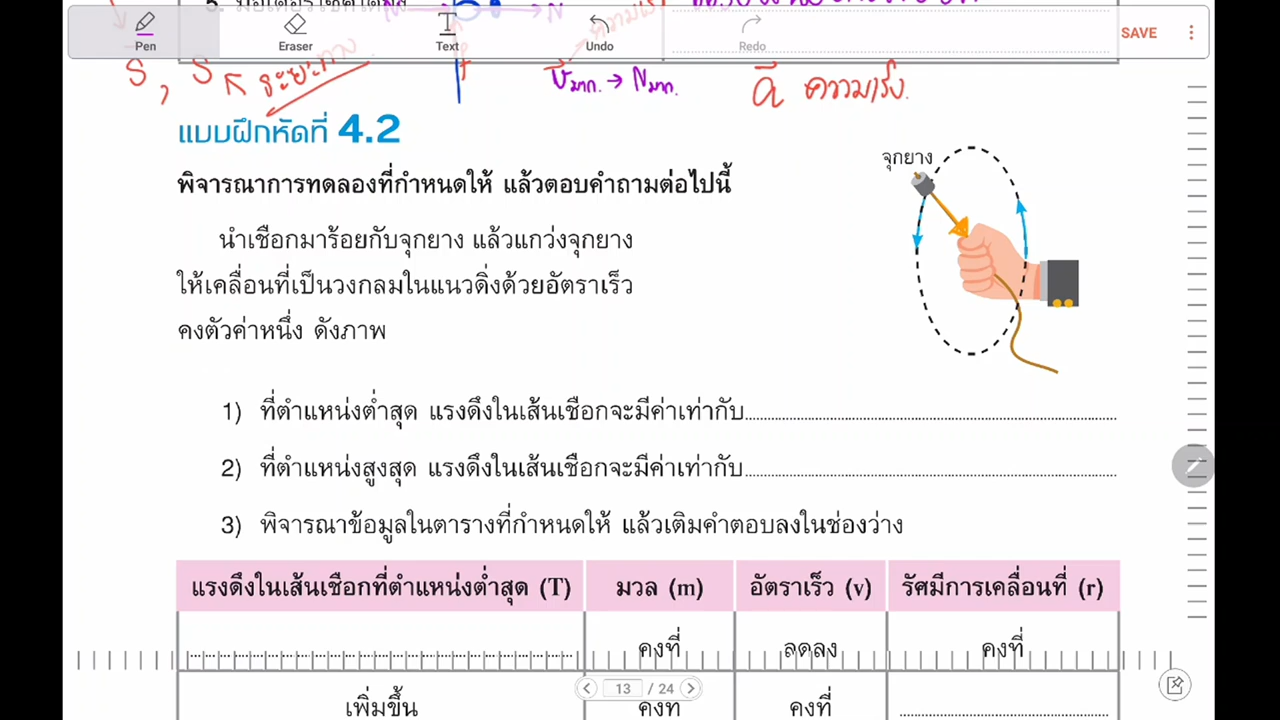 5.
Pen
Eraser
Text
Undo
Redo
SAVE
S, S ระยะทาง
มาก. → Nมาก.
ความเร็ว.
แบบฝึกหัดที่ 4.2
พิจารณาการทดลองที่กำหนดให้ แล้วตอบคำถามต่อไปนี้
จุกยาง
นำเชือกมาร้อยกับจุกยาง แล้วแกว่งจุกยาง
ให้เคลื่อนที่เป็นวงกลมในแนวดิ่งด้วยอัตราเร็ว
คงตัวค่าหนึ่ง ดังภาพ
1) ที่ตำแหน่งต่ำสุด แรงดึงในเส้นเชือกจะมีค่าเท่ากับ
2) ที่ตำแหน่งสูงสุด แรงดึงในเส้นเชือกจะมีค่าเท่ากับ
3) พิจารณาข้อมูลในตารางที่กำหนดให้ แล้วเติมคำตอบลงในช่องว่าง
แรงดึงในเส้นเชือกที่ตำแหน่งต่ำสุด (T) มวล (m) อัตราเร็ว (v) รัศมีการเคลื่อนที่ (r)
คงที่ ลดลง คงที่
เพิ่มขึ้น คงที่ คงที่
13 / 24